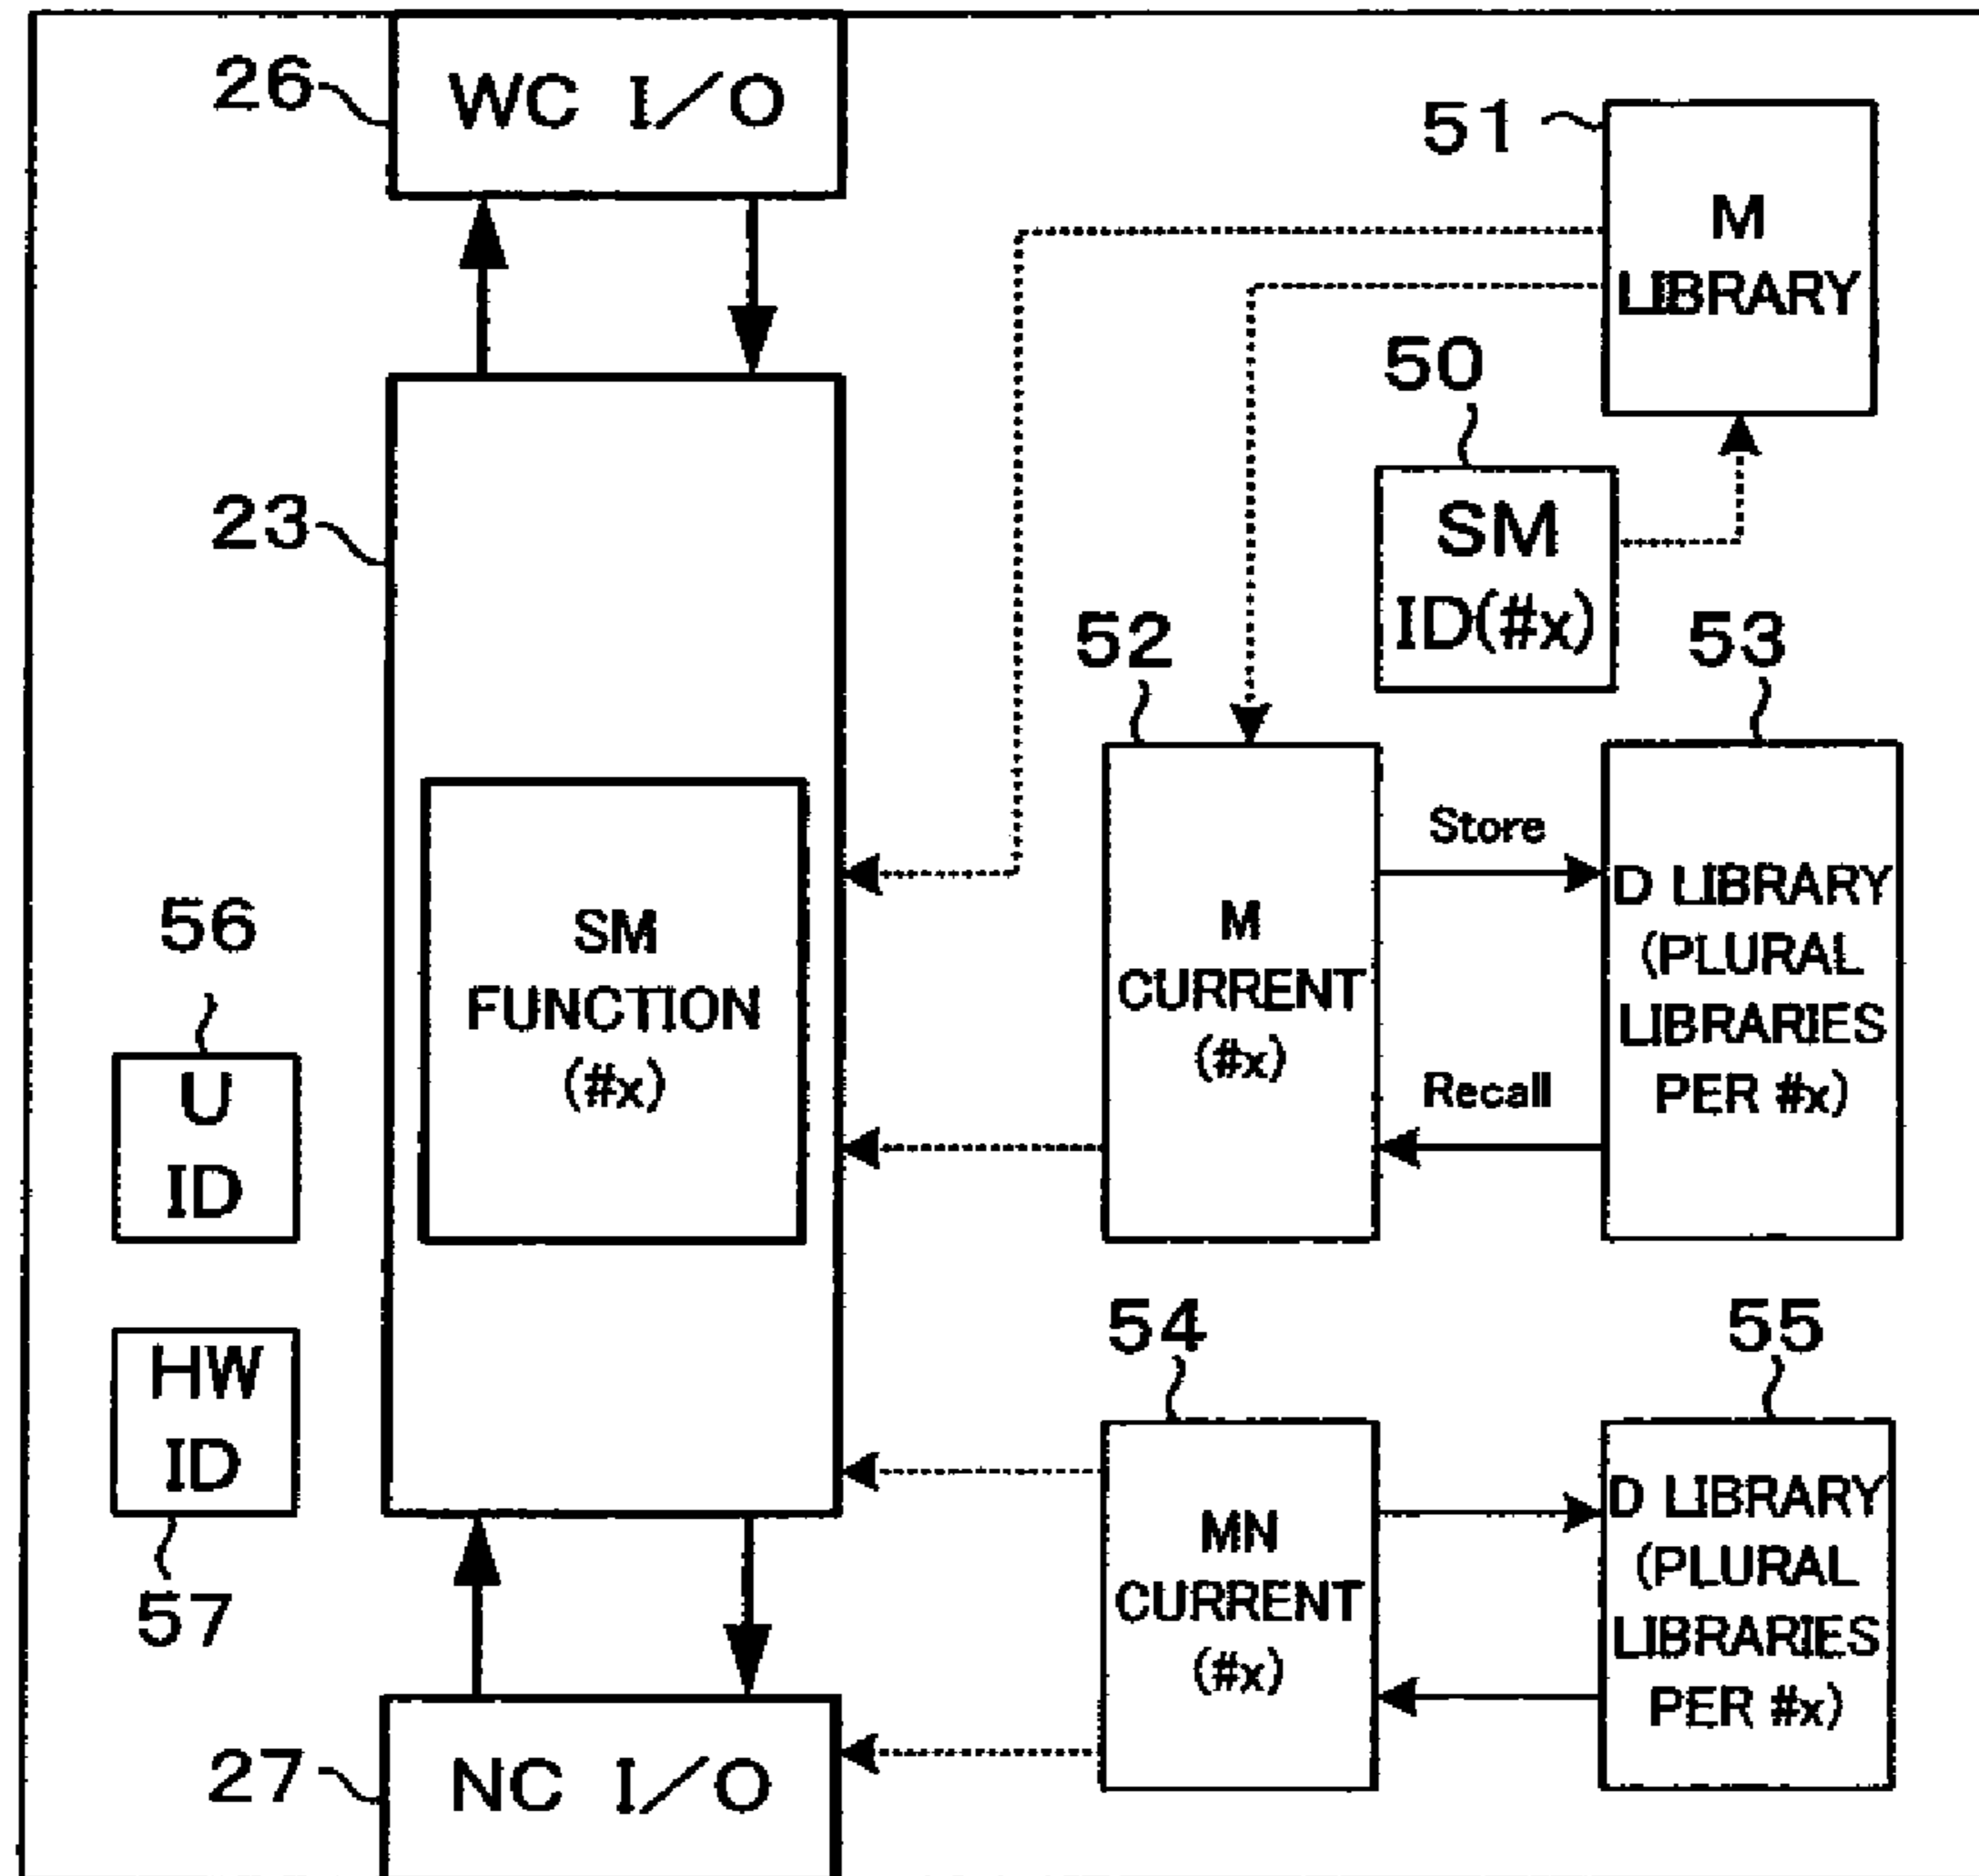 26
WC I/O
51
M
LIBRARY
50
SM
ID(#x)
23
52
53
SM
FUNCTION
(#x)
M
CURRENT
(#x)
Store
Recall
D LIBRARY
(PLURAL
LIBRARIES
PER #x)
56
U
ID
HW
ID
57
54
55
MN
CURRENT
(#x)
D LIBRARY
(PLURAL
LIBRARIES
PER #x)
27
NC I/O